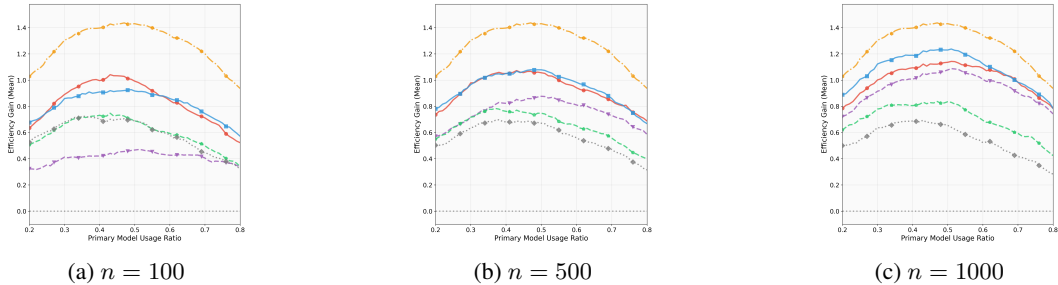 1.4
1.2
1.0
0.8
0.6
0.4
0.2
0.0
Efficiency Gain (Mean)
0.2 0.3 0.4 0.5 0.6 0.7 0.8
Primary Model Usage Ratio
(a) n = 100
1.4
1.2
1.0
0.8
0.6
0.4
0.2
0.0
Efficiency Gain (Mean)
0.2 0.3 0.4 0.5 0.6 0.7 0.8
Primary Model Usage Ratio
(b) n = 500
1.4
1.2
1.0
0.8
0.6
0.4
0.2
0.0
Efficiency Gain (Mean)
0.2 0.3 0.4 0.5 0.6 0.7 0.8
Primary Model Usage Ratio
(c) n = 1000